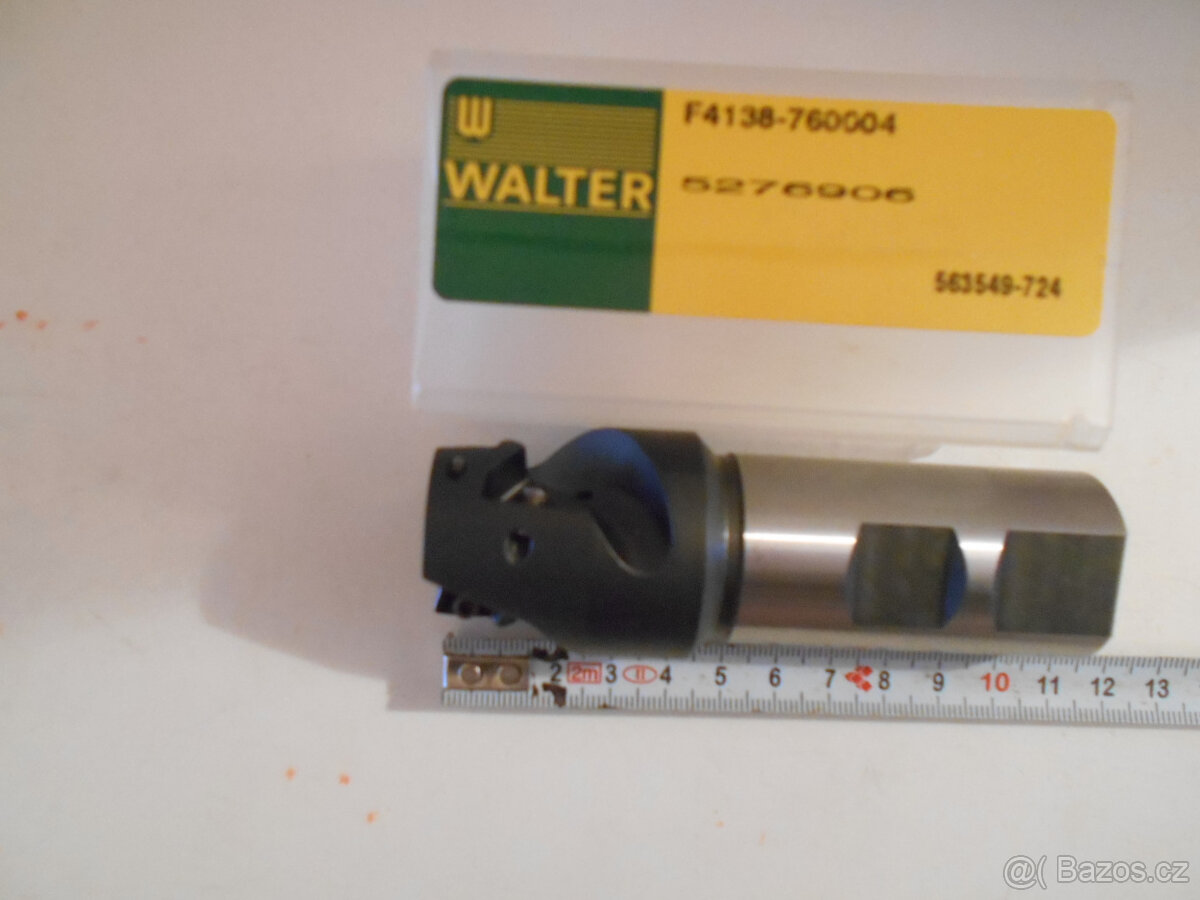 W
WALTER
F4138-760004
5276906
563549-724
2 2m 3 II 4 5 6 7 8 9 10 11 12 13
@( Bazos.cz